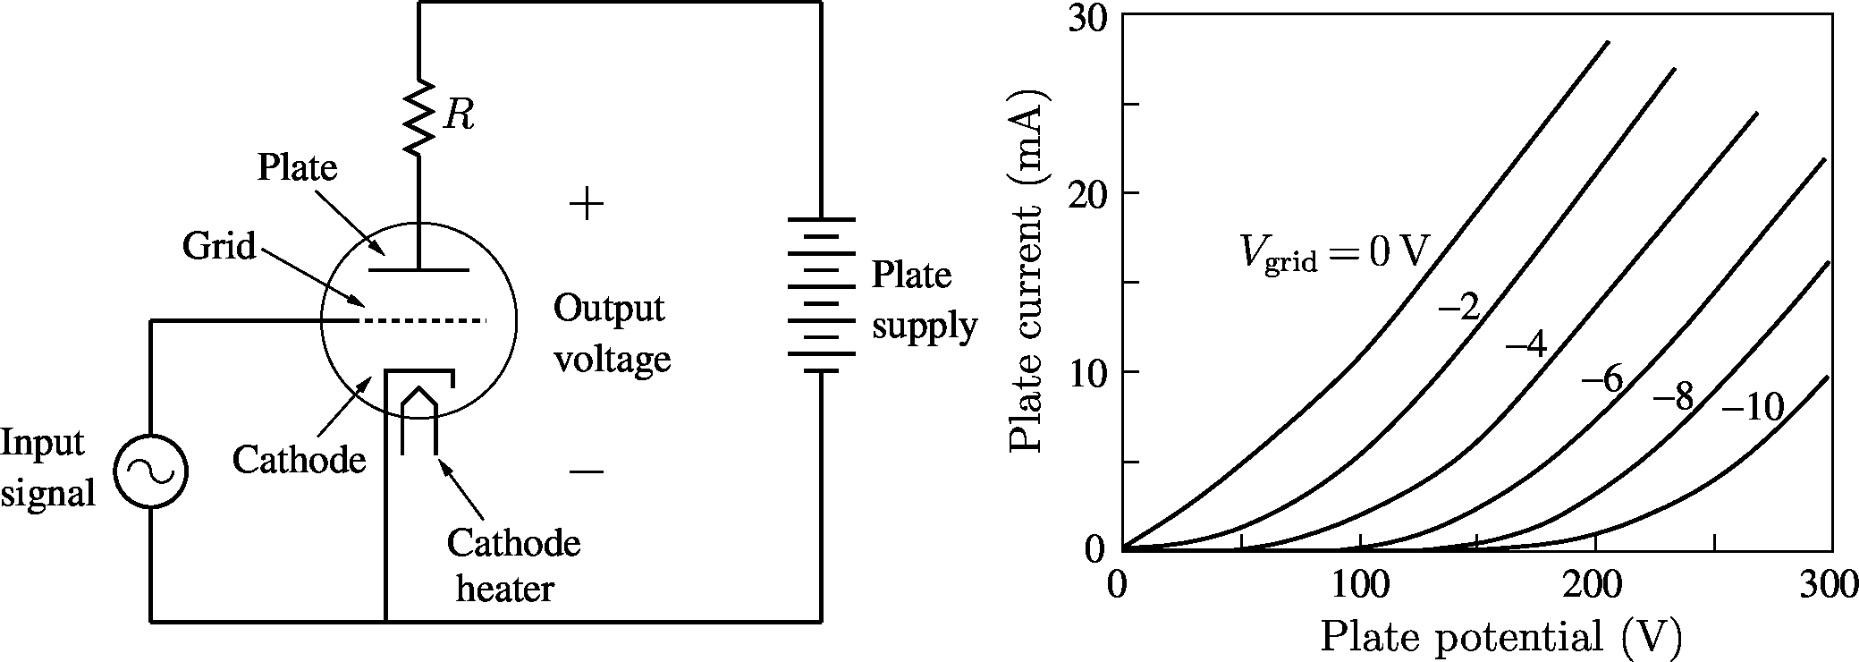 R
Plate
Grid
+
Output
voltage
Plate
supply
Input
signal
Cathode
−
Cathode
heater
Plate current (mA)
30
20
10
0
V_grid = 0 V
−2
−4
−6
−8
−10
0
100
200
300
Plate potential (V)